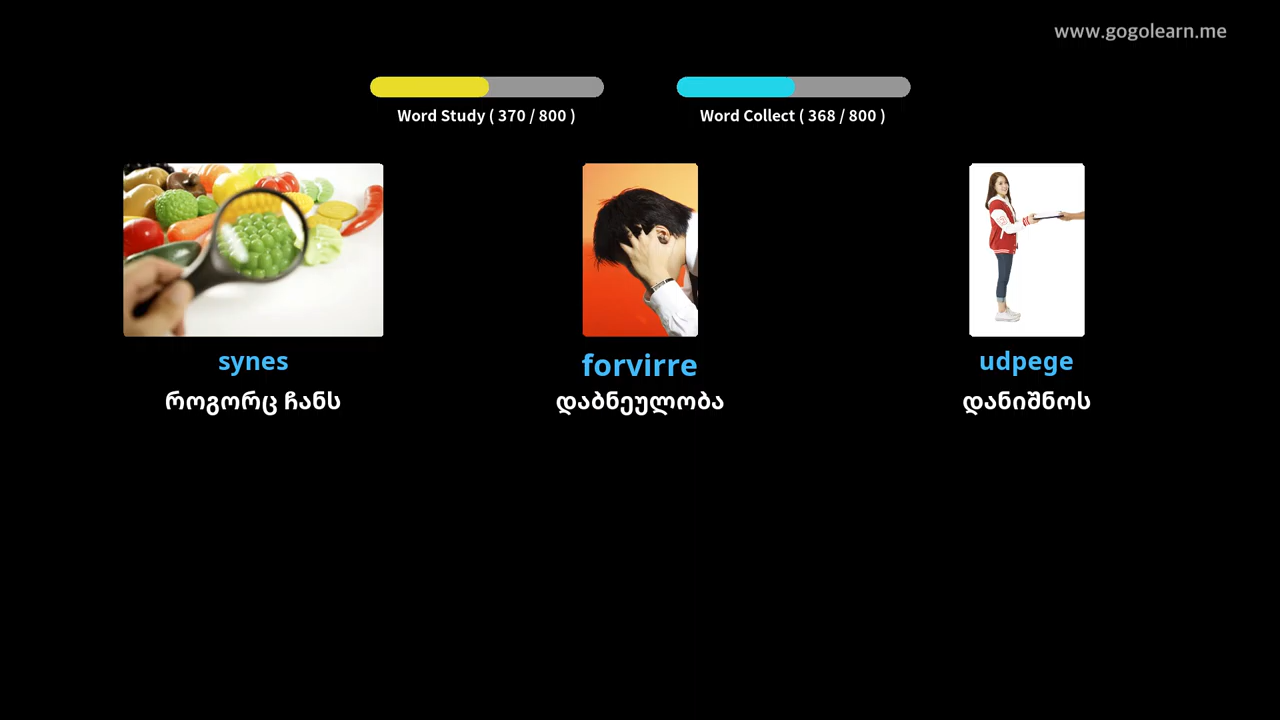 www.gogolearn.me
Word Study ( 370 / 800 )
Word Collect ( 368 / 800 )
synes
forvirre
udpege
როგორც ჩანს
დაბნეულობა
დანიშნოს